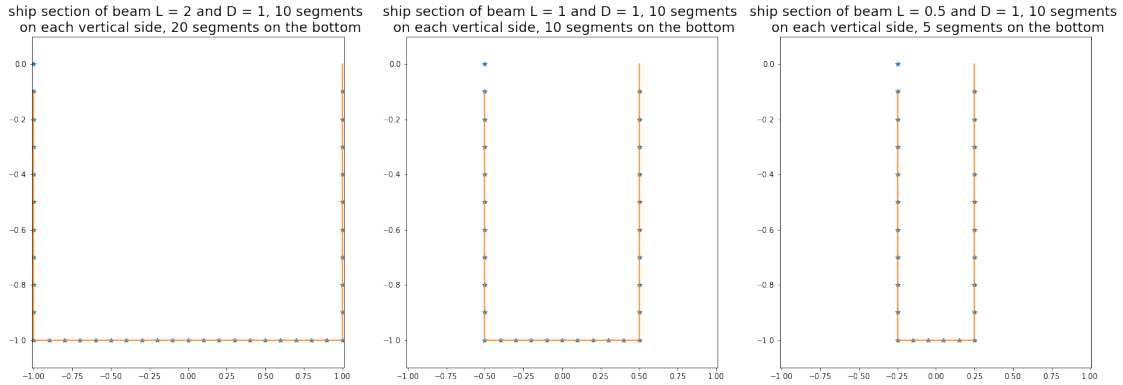 ship section of beam L = 2 and D = 1, 10 segments
on each vertical side, 20 segments on the bottom
0.0
−0.2
−0.4
−0.6
−0.8
−1.0
−1.00 −0.75 −0.50 −0.25 0.00 0.25 0.50 0.75 1.00
ship section of beam L = 1 and D = 1, 10 segments
on each vertical side, 10 segments on the bottom
0.0
−0.2
−0.4
−0.6
−0.8
−1.0
−1.00 −0.75 −0.50 −0.25 0.00 0.25 0.50 0.75 1.00
ship section of beam L = 0.5 and D = 1, 10 segments
on each vertical side, 5 segments on the bottom
0.0
−0.2
−0.4
−0.6
−0.8
−1.0
−1.00 −0.75 −0.50 −0.25 0.00 0.25 0.50 0.75 1.00